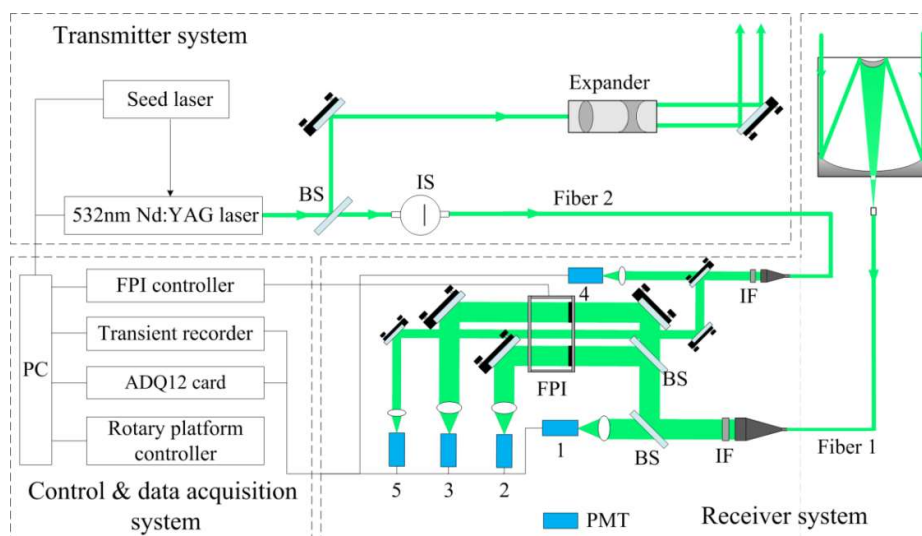 Transmitter system
Seed laser
532nm Nd:YAG laser
BS
IS
Expander
Fiber 2
PC
FPI controller
Transient recorder
ADQ12 card
Rotary platform
controller
Control & data acquisition
system
4
IF
FPI
BS
1
BS
IF
Fiber 1
5
3
2
PMT
Receiver system